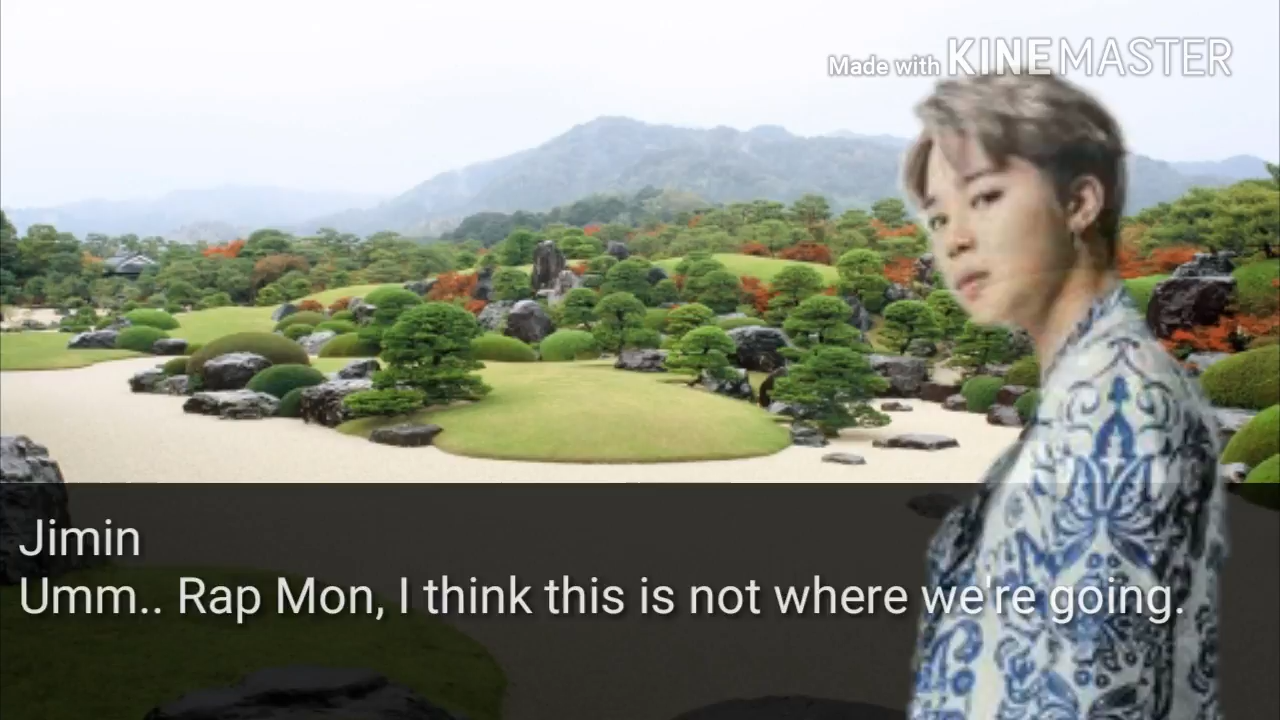 Made with KINEMASTER
Jimin
Umm.. Rap Mon, I think this is not where we're going.